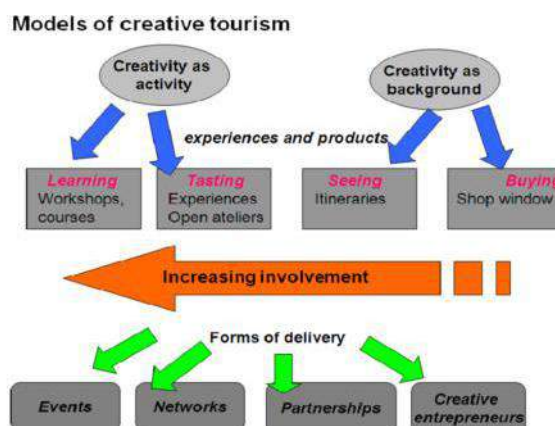 Models of creative tourism
Creativity as
activity
Creativity as
background
experiences and products
Learning
Workshops,
courses
Tasting
Experiences
Open ateliers
Seeing
Itineraries
Buying
Shop window
Increasing involvement
Forms of delivery
Events
Networks
Partnerships
Creative
entrepreneurs